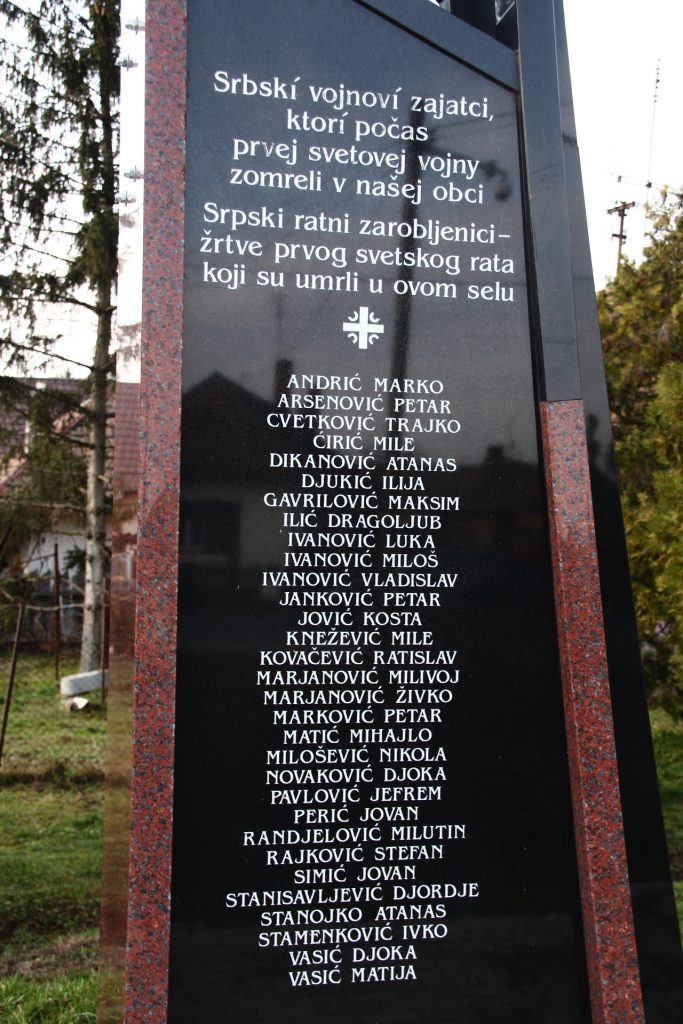 Srbskí vojnoví zajatci,
ktorí počas
prvej svetovej vojny
zomreli v našej obci
Srpski ratni zarobljenici–
žrtve prvog svetskog rata
koji su umrli u ovom selu
ANDRIĆ MARKO
ARSENOVIĆ PETAR
CVETKOVIĆ TRAJKO
ĆIRIĆ MILE
DIKANOVIĆ ATANAS
DJUKIĆ ILIJA
GAVRILOVIĆ MAKSIM
ILIĆ DRAGOLJUB
IVANOVIĆ LUKA
IVANOVIĆ MILOŠ
IVANOVIĆ VLADISLAV
JANKOVIĆ PETAR
JOVIĆ KOSTA
KNEŽEVIĆ MILE
KOVAČEVIĆ RATISLAV
MARJANOVIĆ MILIVOJ
MARJANOVIĆ ŽIVKO
MARKOVIĆ PETAR
MATIĆ MIHAJLO
MILOŠEVIĆ NIKOLA
NOVAKOVIĆ DJOKA
PAVLOVIĆ JEFREM
PERIĆ JOVAN
RANDJELOVIĆ MILUTIN
RAJKOVIĆ STEFAN
SIMIĆ JOVAN
STANISAVLJEVIĆ DJORDJE
STANOJKO ATANAS
STAMENKOVIĆ IVKO
VASIĆ DJOKA
VASIĆ MATIJA